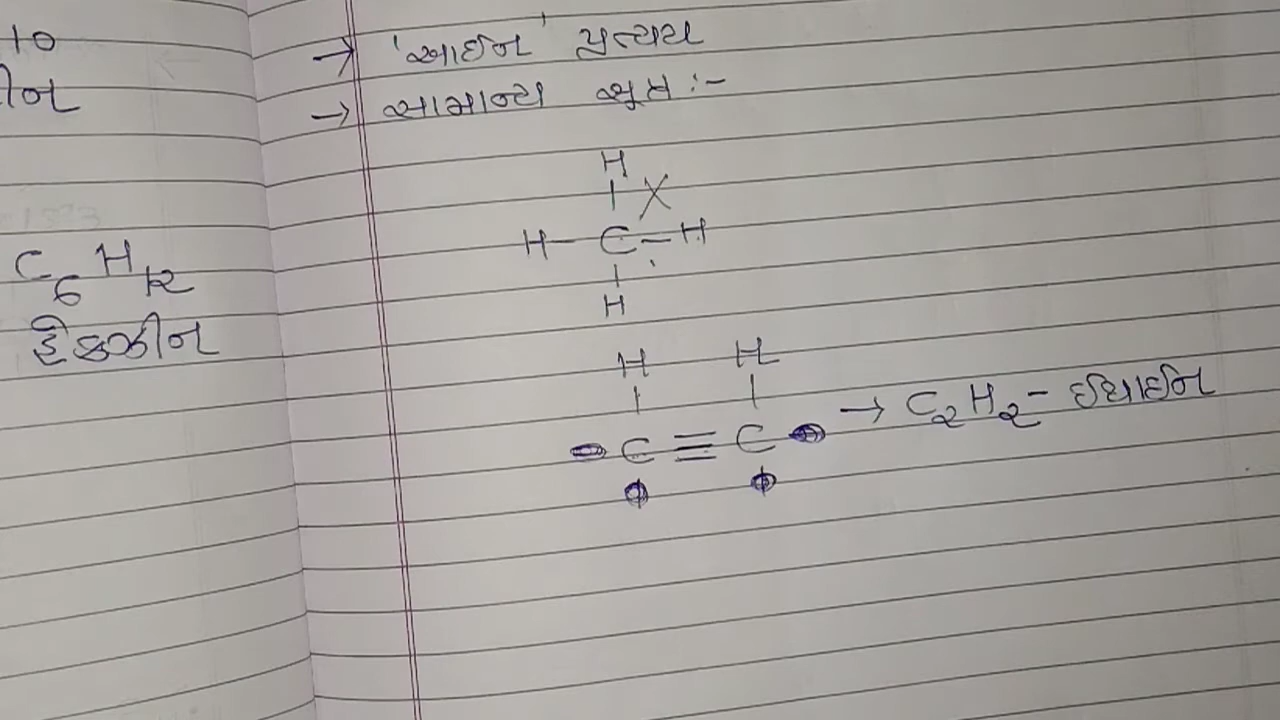 10
ીન
C6H12
હેક્ઝીન
→ 'આઈન' પ્રત્યય
→ સામાન્ય સૂત્ર :-
H
X
H - C - H
H
H H
C ≡ C → C2H2 - ઈથાઈન